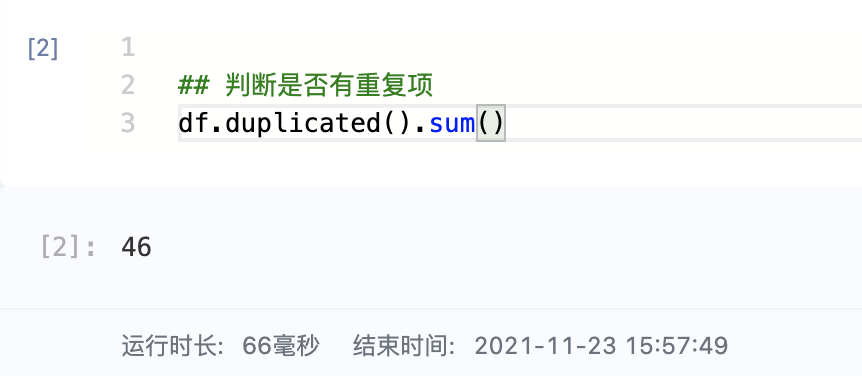 [2] 1
2 ## 判断是否有重复项
3 df.duplicated().sum()
[2]: 46
运行时长: 66毫秒 结束时间: 2021-11-23 15:57:49